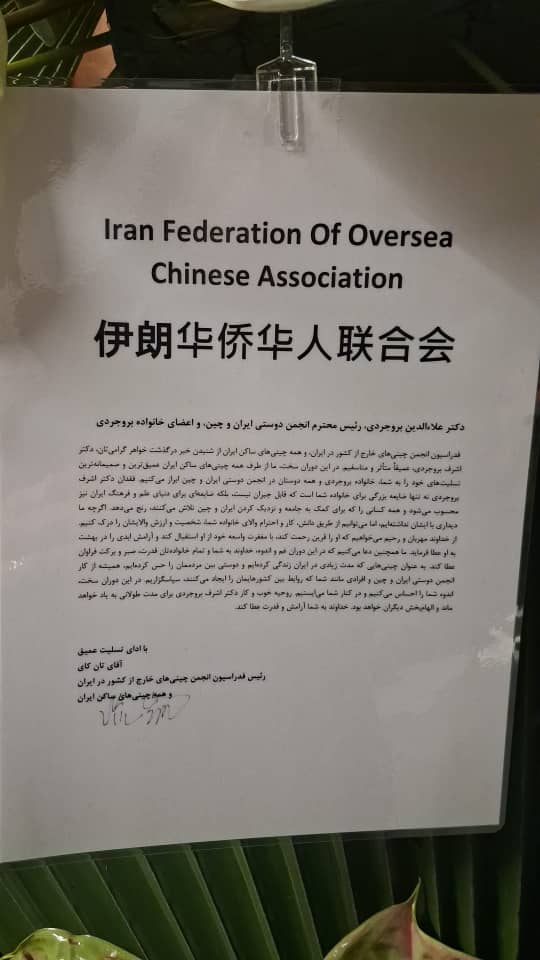 Iran Federation Of Oversea
Chinese Association
伊朗华侨华人联合会
دکتر علاءالدین بروجردی، رئیس محترم انجمن دوستی ایران و چین، و اعضای خانواده بروجردی
فدراسیون انجمن چینی‌های خارج از کشور در ایران، و همه چینی‌های ساکن ایران از شنیدن خبر درگذشت خواهر گرامی‌تان، دکتر
اشرف بروجردی، عمیقاً متأثر و متاسفیم. در این دوران سخت، ما از طرف همه چینی‌های ساکن ایران عمیق‌ترین و صمیمانه‌ترین
تسلیت‌های خود را به شما، خانواده بروجردی و همه دوستان در انجمن دوستی ایران و چین ابراز می‌کنیم. فقدان دکتر اشرف
بروجردی نه تنها ضایعه بزرگی برای خانواده شما است که قابل جبران نیست، بلکه ضایعه‌ای برای دنیای علم و فرهنگ ایران نیز
محسوب می‌شود و همه کسانی را که برای کمک به جامعه و نزدیک کردن ایران و چین تلاش می‌کنند، رنج می‌دهد. اگرچه ما
دیداری با ایشان نداشته‌ایم، اما می‌توانیم از طریق دانش، کار و احترام والای خانواده شما، شخصیت و ارزش والایشان را درک کنیم.
از خداوند مهربان و رحیم می‌خواهیم که او را قرین رحمت کند، با مغفرت واسعه خود از او استقبال کند و آرامش ابدی را در بهشت
به او عطا فرماید. ما همچنین دعا می‌کنیم که در این دوران غم و اندوه، خداوند به شما و تمام خانواده‌تان قدرت، صبر و برکت فراوان
عطا کند. به عنوان چینی‌هایی که مدت زیادی در ایران زندگی کرده‌ایم و دوستی بین مردممان را حس کرده‌ایم، همیشه از کار
انجمن دوستی ایران و چین و افرادی مانند شما که روابط بین کشورهایمان را ایجاد می‌کنند، سپاسگزاریم. در این دوران سخت،
اندوه شما را احساس می‌کنیم و در کنار شما می‌ایستیم. روحیه خوب و کار دکتر اشرف بروجردی برای مدت طولانی به یاد خواهد
ماند و الهام‌بخش دیگران خواهد بود. خداوند به شما آرامش و قدرت عطا کند.
با ادای تسلیت عمیق
آقای تان کای
رئیس فدراسیون انجمن چینی‌های خارج از کشور در ایران
و همه چینی‌های ساکن ایران